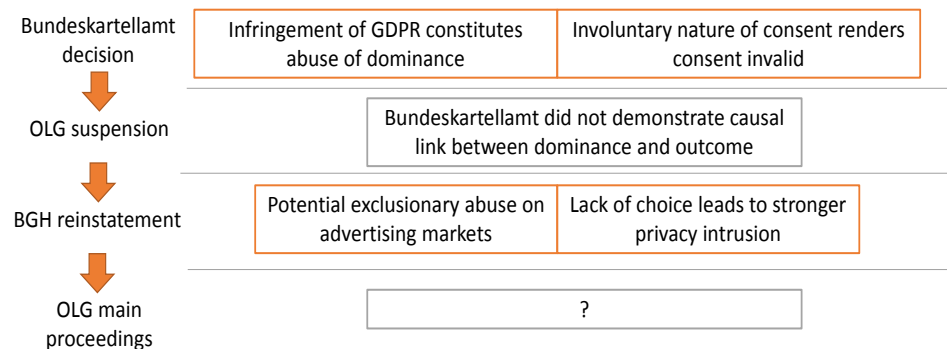 Bundeskartellamt
decision
Infringement of GDPR constitutes
abuse of dominance
Involuntary nature of consent renders
consent invalid
OLG suspension
Bundeskartellamt did not demonstrate causal
link between dominance and outcome
BGH reinstatement
Potential exclusionary abuse on
advertising markets
Lack of choice leads to stronger
privacy intrusion
OLG main
proceedings
?